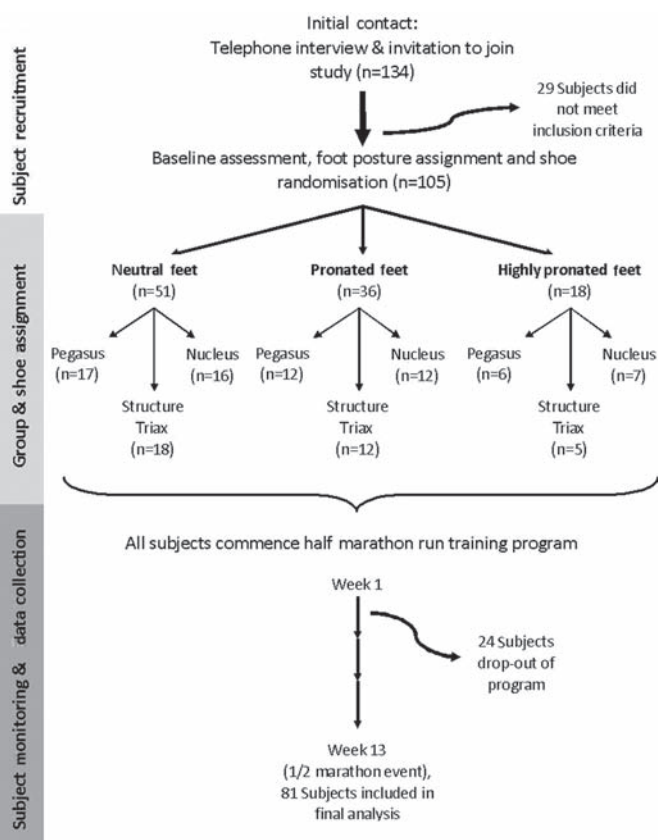 Initial contact:
Telephone interview & invitation to join
study (n=134)
29 Subjects did
not meet
inclusion criteria
Baseline assessment, foot posture assignment and shoe
randomisation (n=105)
Subject recruitment
Neutral feet
(n=51)
Pronated feet
(n=36)
Highly pronated feet
(n=18)
Pegasus
(n=17)
Nucleus
(n=16)
Structure
Triax
(n=18)
Pegasus
(n=12)
Nucleus
(n=12)
Structure
Triax
(n=12)
Pegasus
(n=6)
Nucleus
(n=7)
Structure
Triax
(n=5)
Group & shoe assignment
All subjects commence half marathon run training program
Week 1
24 Subjects
drop-out of
program
Week 13
(1/2 marathon event),
81 Subjects included in
final analysis
Subject monitoring & data collection